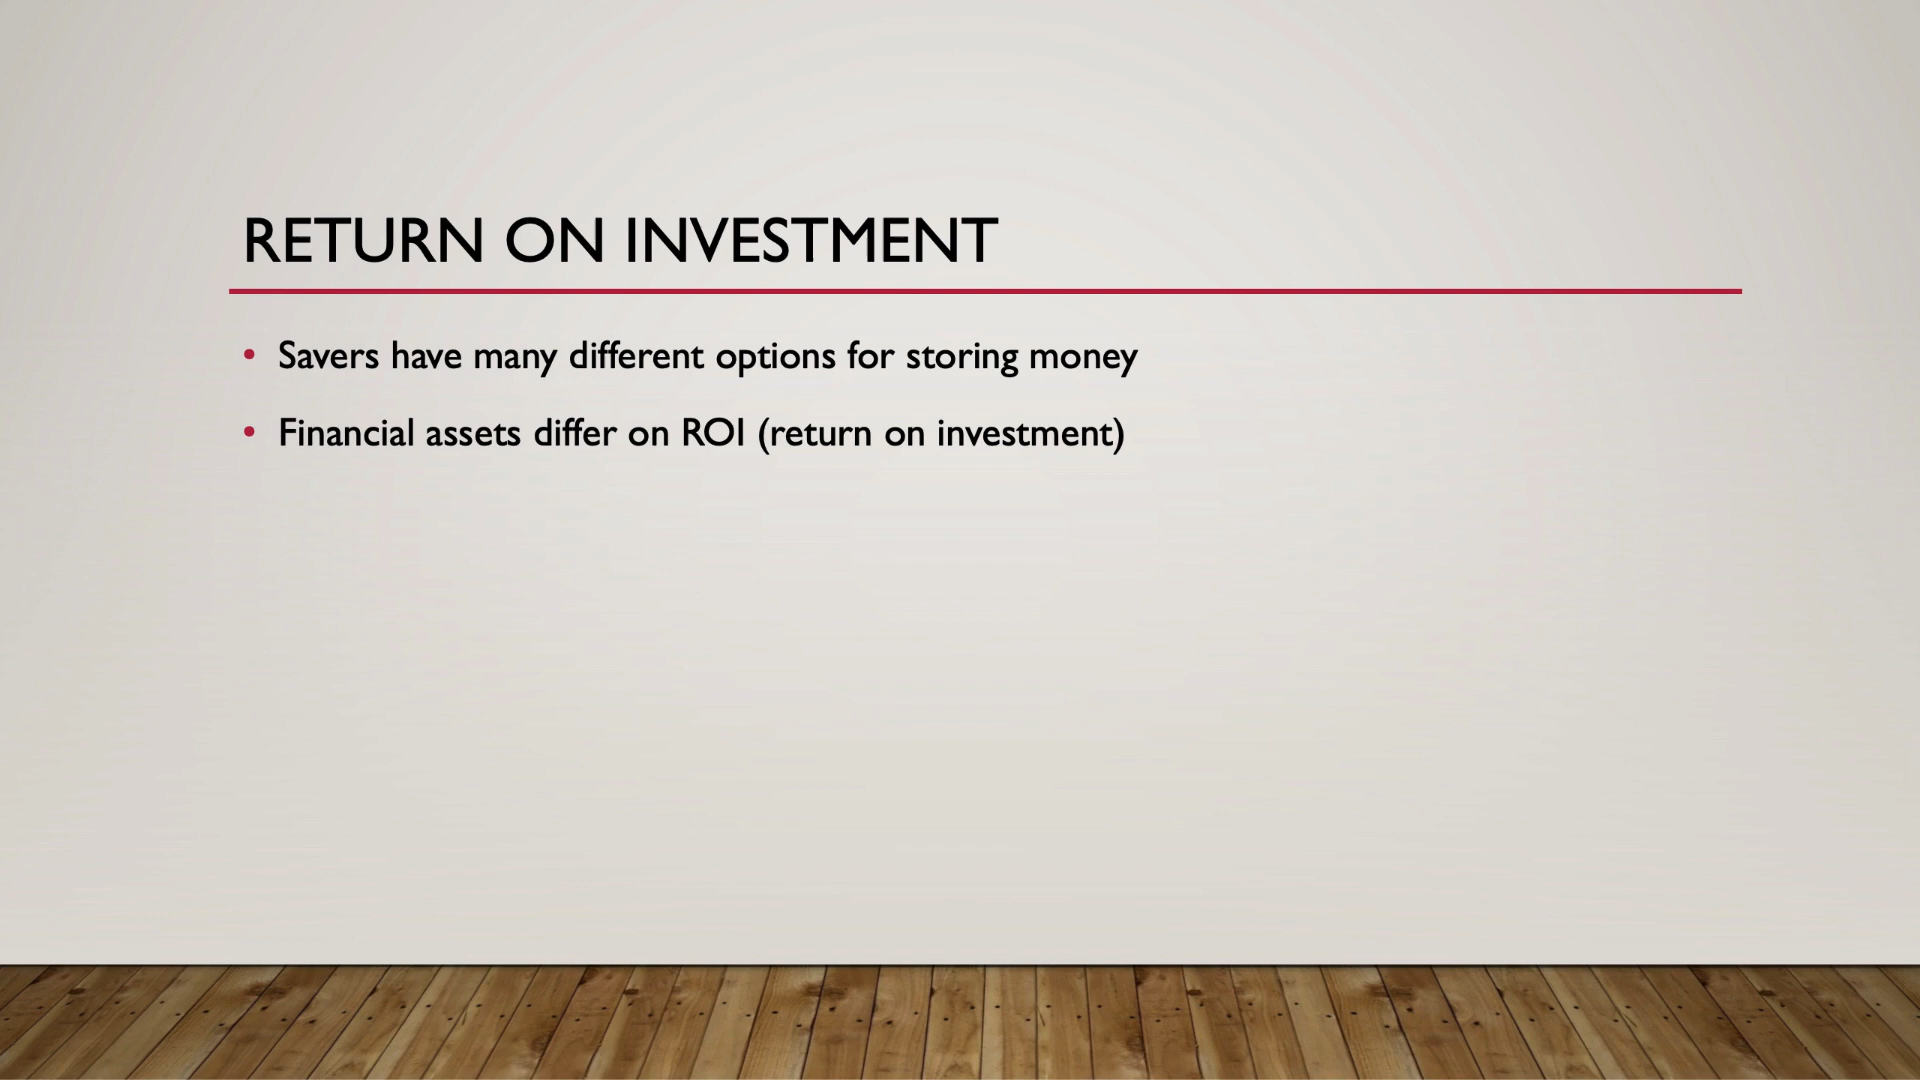 RETURN ON INVESTMENT
• Savers have many different options for storing money
• Financial assets differ on ROI (return on investment)